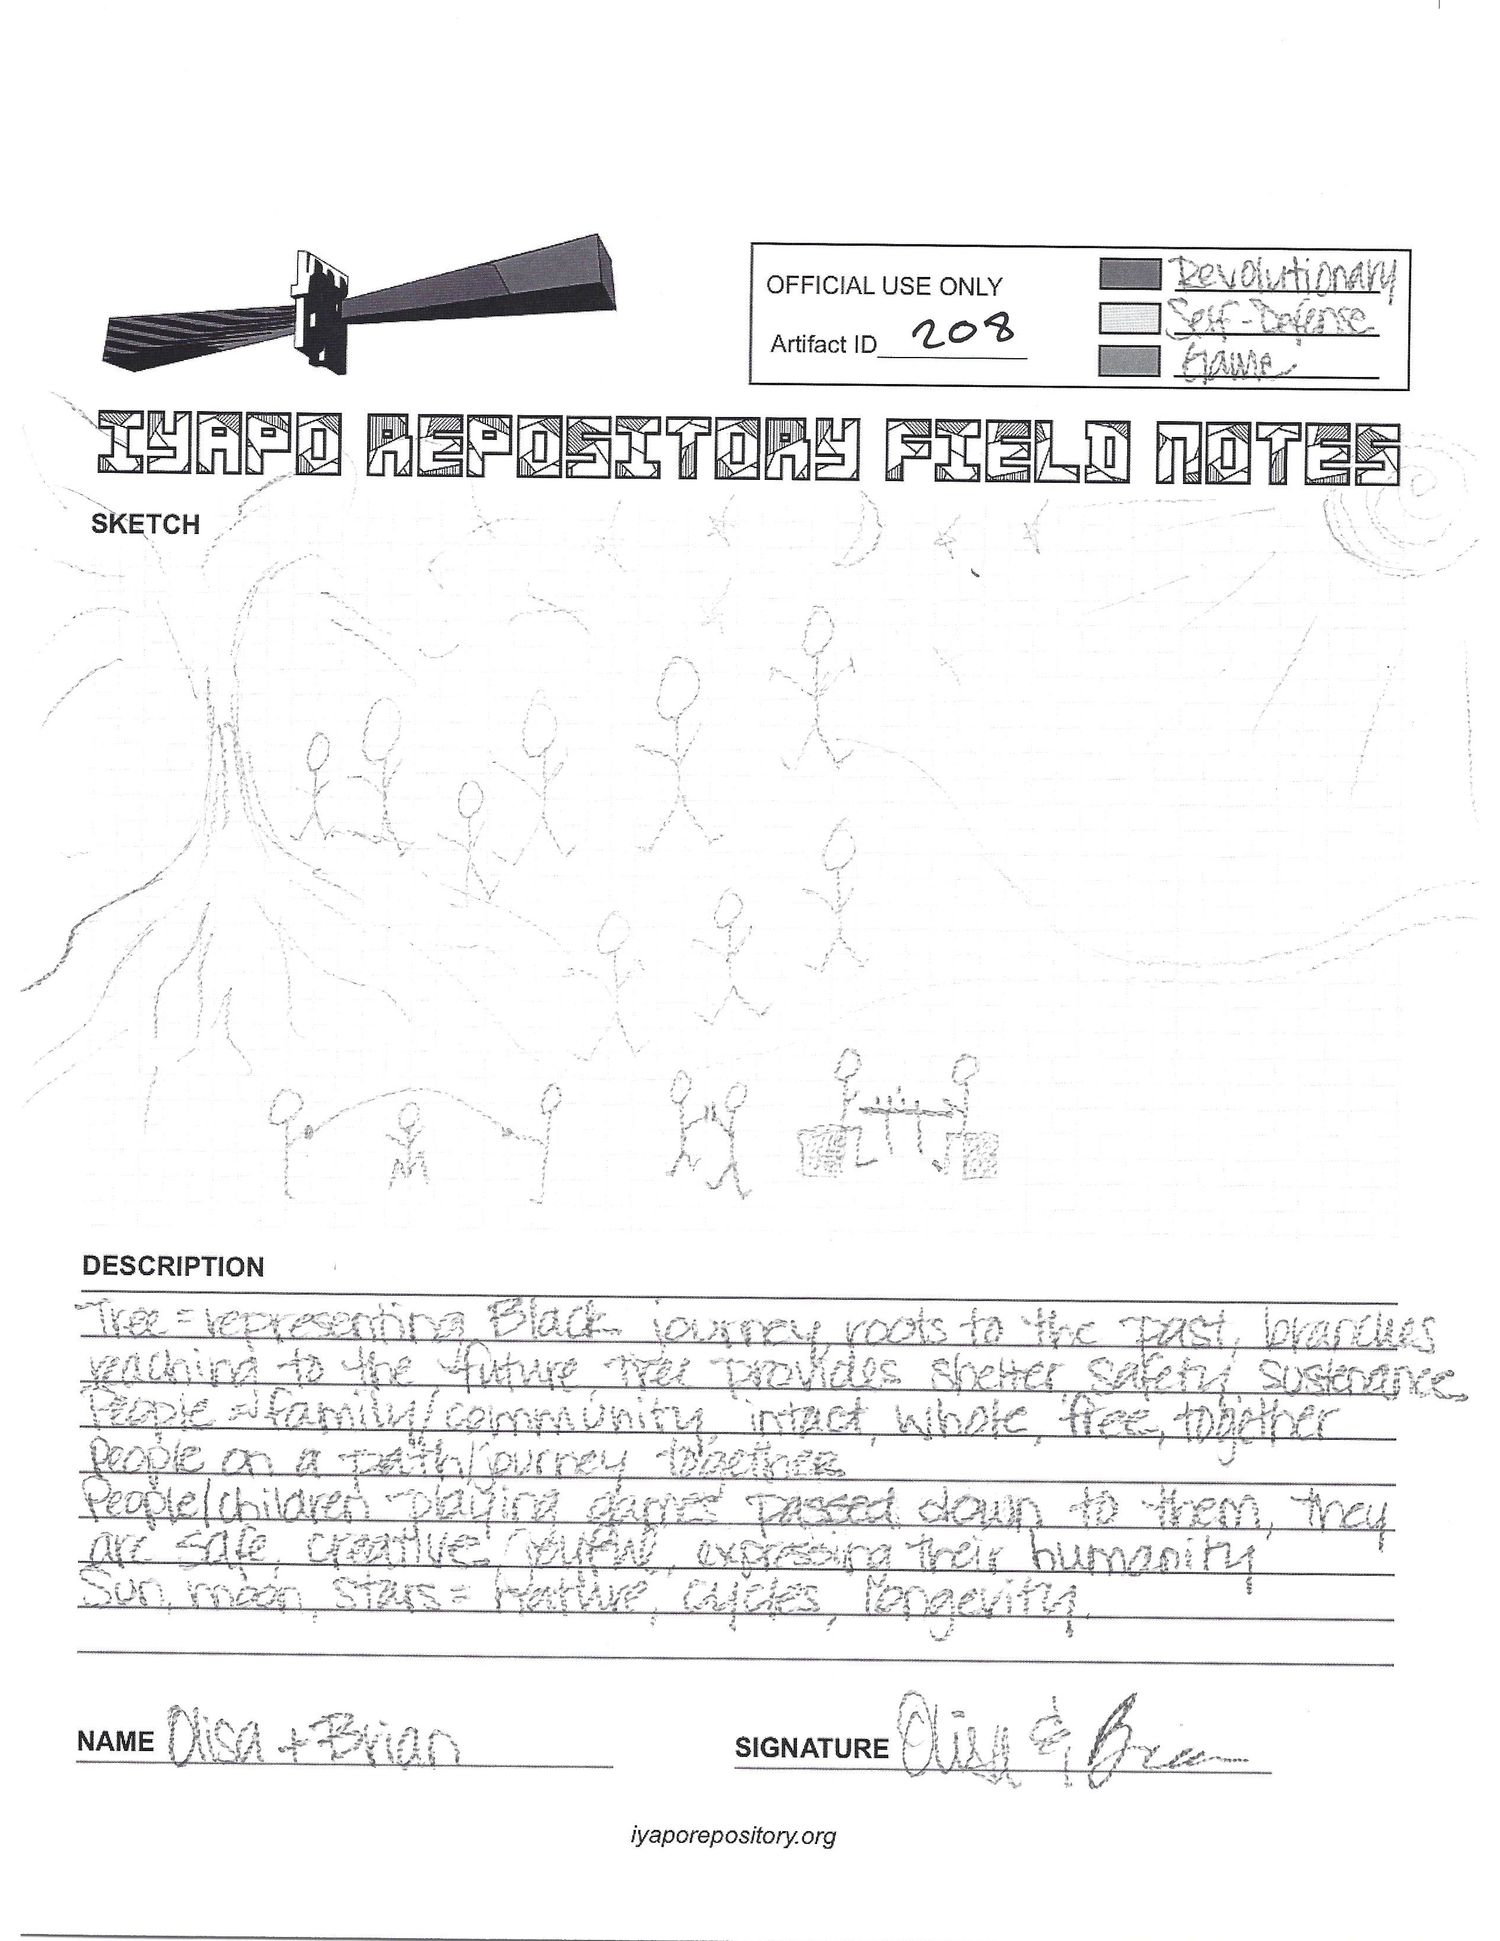 OFFICIAL USE ONLY
Artifact ID 208
Revolutionary
Self-Defense
Game
IYAPO REPOSITORY FIELD NOTES
SKETCH
DESCRIPTION
Tree = representing Black journey roots to the past, branches
reaching to the future Tree provides shelter safety sustenance
People = family/community intact, whole, free, together
People on a path/journey together
People/children playing games passed down to them, they
are safe, creative, joyful, expressing their humanity
Sun, moon, stars = Nature, cycles, longevity
NAME Olisa + Brian
SIGNATURE Olisa & Brian
iyaporepository.org